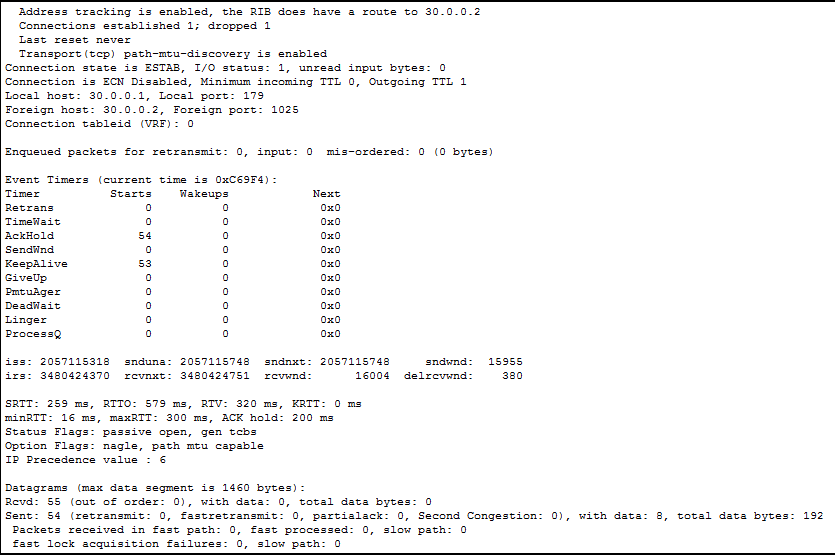 Address tracking is enabled, the RIB does have a route to 30.0.0.2
Connections established 1; dropped 1
Last reset never
Transport(tcp) path-mtu-discovery is enabled
Connection state is ESTAB, I/O status: 1, unread input bytes: 0
Connection is ECN Disabled, Minimum incoming TTL 0, Outgoing TTL 1
Local host: 30.0.0.1, Local port: 179
Foreign host: 30.0.0.2, Foreign port: 1025
Connection tableid (VRF): 0
Enqueued packets for retransmit: 0, input: 0  mis-ordered: 0 (0 bytes)
Event Timers (current time is 0xC69F4):
Timer          Starts    Wakeups            Next
Retrans             0          0             0x0
TimeWait            0          0             0x0
AckHold            54          0             0x0
SendWnd             0          0             0x0
KeepAlive          53          0             0x0
GiveUp              0          0             0x0
PmtuAger            0          0             0x0
DeadWait            0          0             0x0
Linger              0          0             0x0
ProcessQ            0          0             0x0
iss: 2057115318  snduna: 2057115748  sndnxt: 2057115748     sndwnd:  15955
irs: 3480424370  rcvnxt: 3480424751  rcvwnd:      16004  delrcvwnd:    380
SRTT: 259 ms, RTTO: 579 ms, RTV: 320 ms, KRTT: 0 ms
minRTT: 16 ms, maxRTT: 300 ms, ACK hold: 200 ms
Status Flags: passive open, gen tcbs
Option Flags: nagle, path mtu capable
IP Precedence value : 6
Datagrams (max data segment is 1460 bytes):
Rcvd: 55 (out of order: 0), with data: 0, total data bytes: 0
Sent: 54 (retransmit: 0, fastretransmit: 0, partialack: 0, Second Congestion: 0), with data: 8, total data bytes: 192
Packets received in fast path: 0, fast processed: 0, slow path: 0
fast lock acquisition failures: 0, slow path: 0